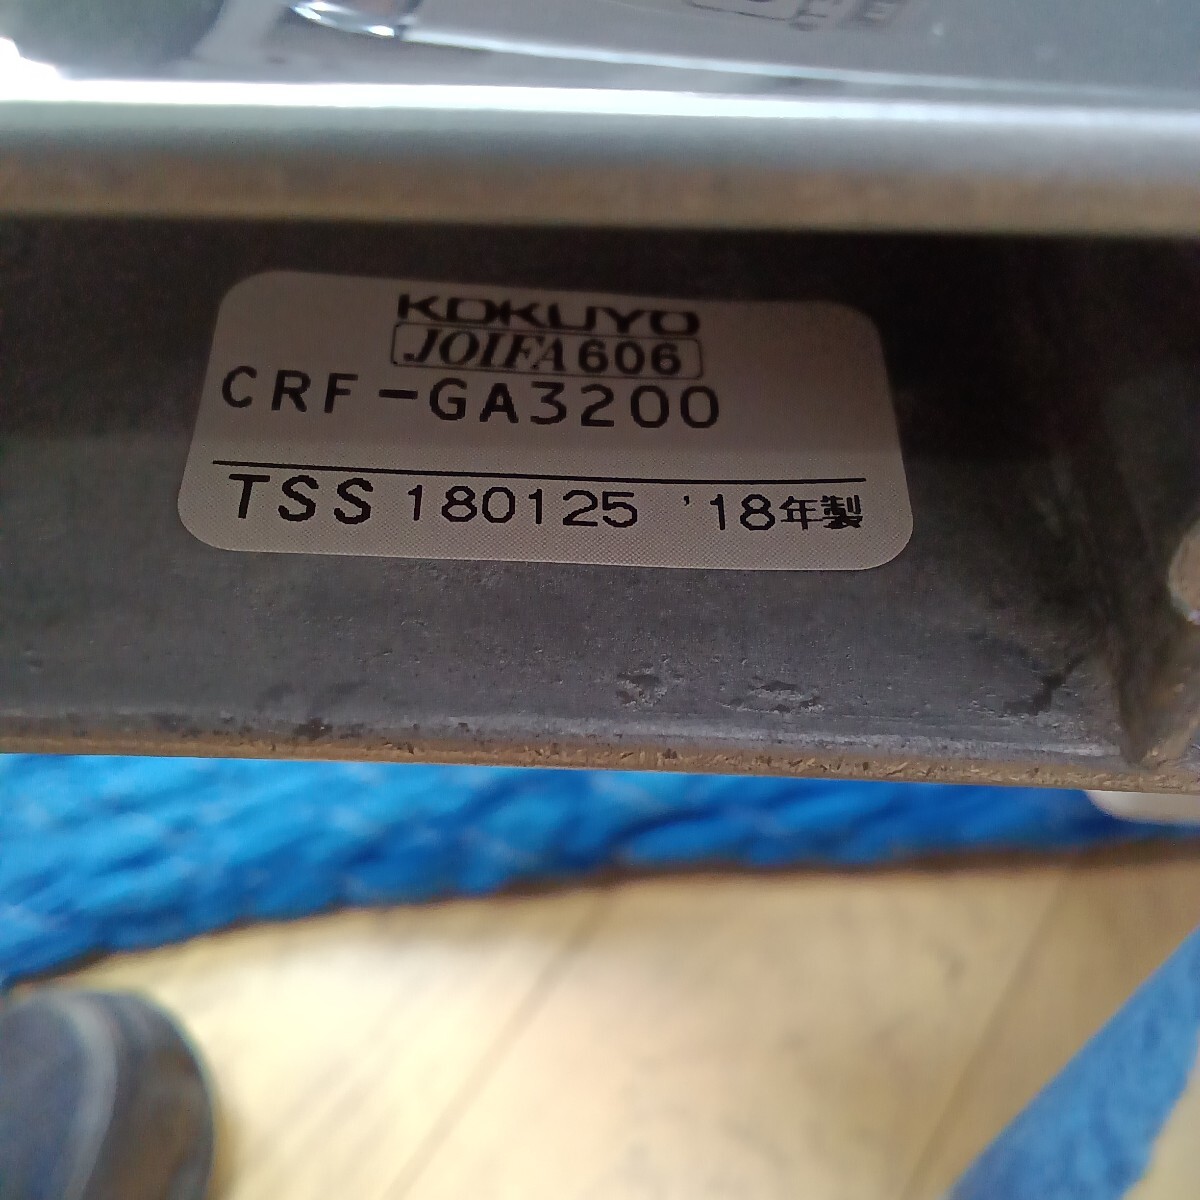 KOKUYO
JOIFA606
CRF-GA3200
TSS 180125 '18年製